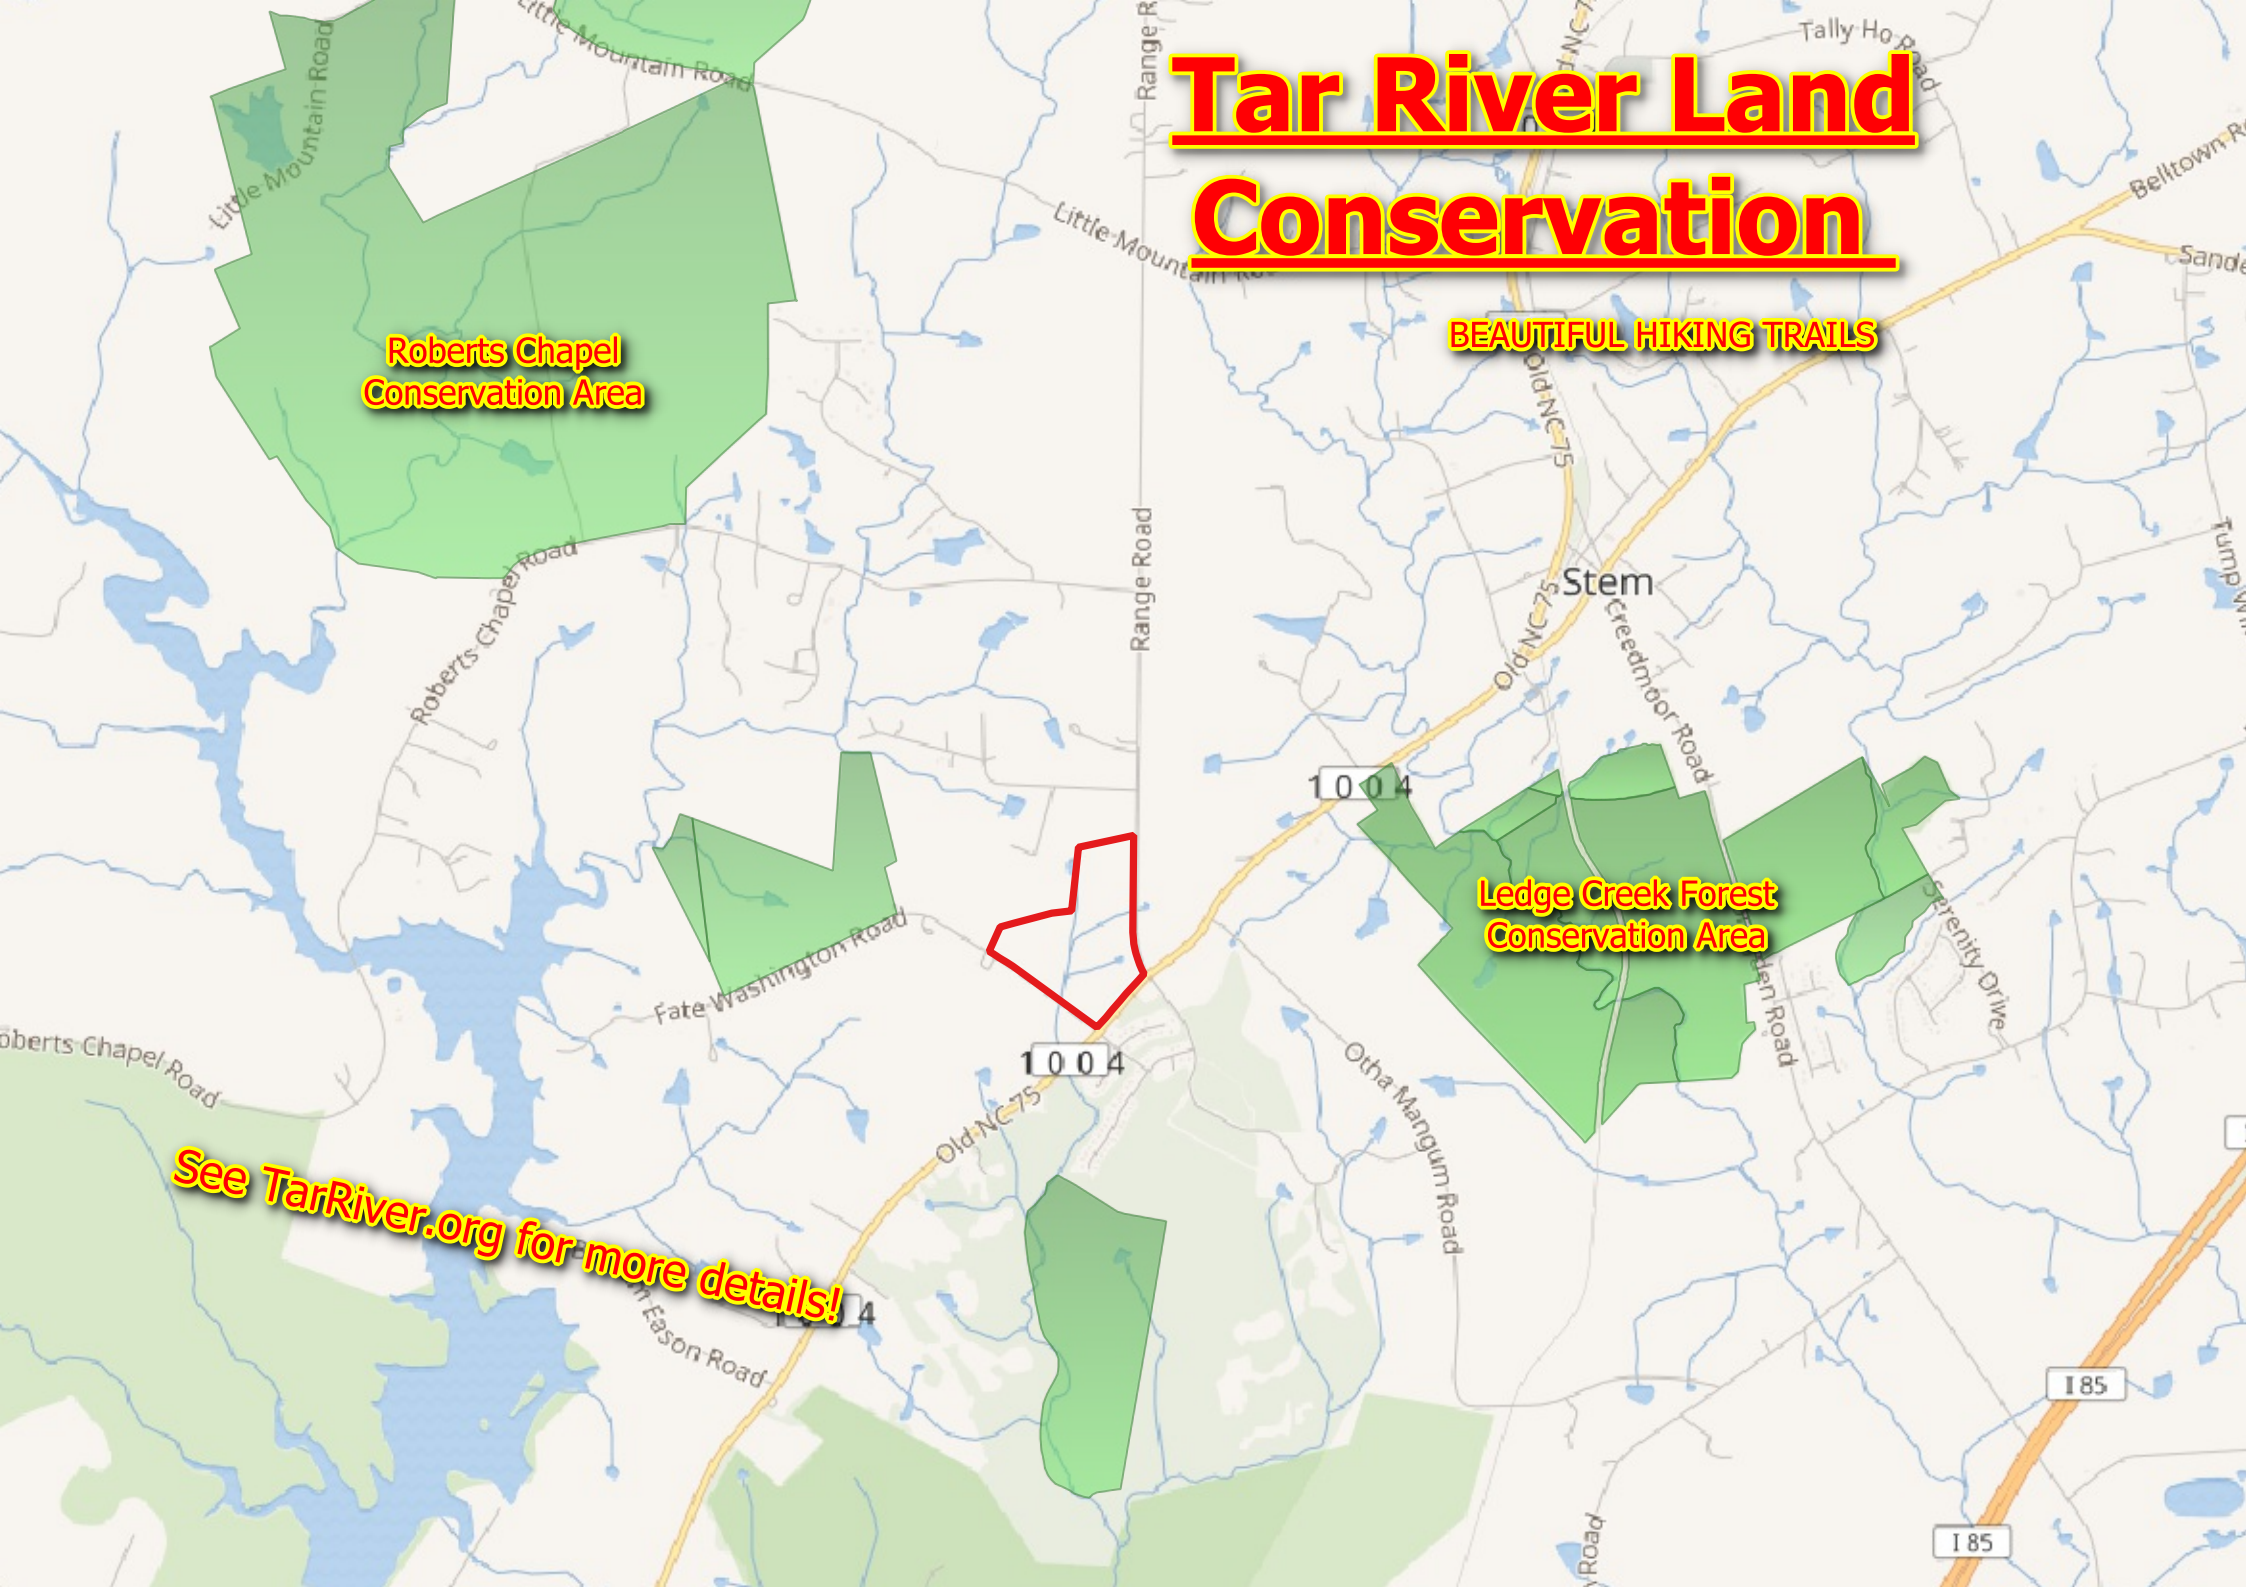 Tar River Land
Conservation
BEAUTIFUL HIKING TRAILS
Roberts Chapel
Conservation Area
Ledge Creek Forest
Conservation Area
See TarRiver.org for more details!
Little Mountain Road
Little Mountain Road
Little Mountain
Range
Range Road
Tally Ho Road
Belltown
Old NC 75
Old NC 75
Old NC 75
Stem
Creedmoor Road
Roberts Chapel Road
Roberts Chapel Road
Fate Washington Road
1004
1004
Serenity Drive
Road
Otha Mangum Road
Eason Road
Road
I 85
I 85